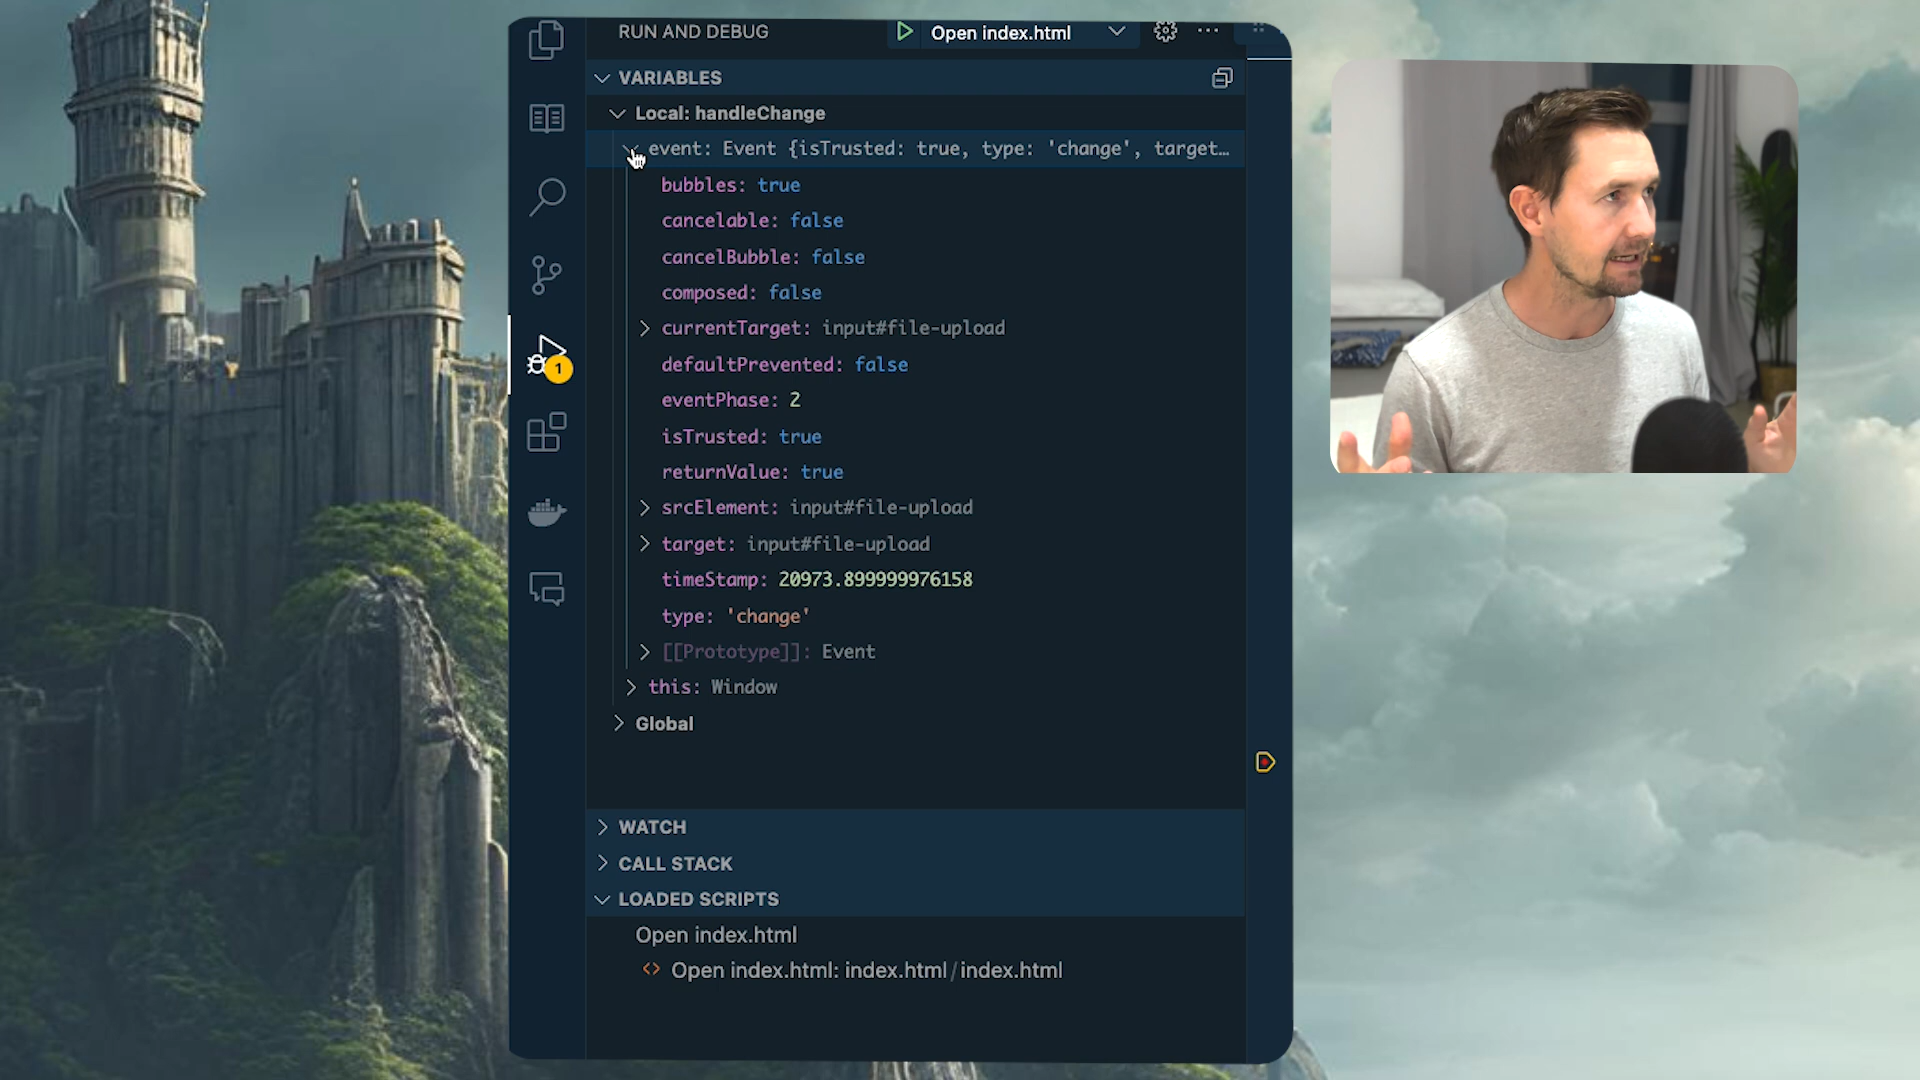 RUN AND DEBUG
Open index.html
VARIABLES
Local: handleChange
event: Event {isTrusted: true, type: 'change', target…
bubbles: true
cancelable: false
cancelBubble: false
composed: false
currentTarget: input#file-upload
defaultPrevented: false
eventPhase: 2
isTrusted: true
returnValue: true
srcElement: input#file-upload
target: input#file-upload
timeStamp: 20973.899999976158
type: 'change'
[[Prototype]]: Event
this: Window
Global
1
WATCH
CALL STACK
LOADED SCRIPTS
Open index.html
Open index.html: index.html/index.html